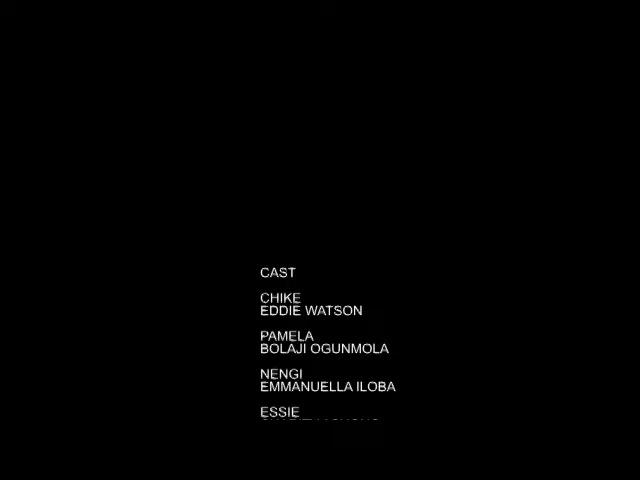 CAST
CHIKE
EDDIE WATSON
PAMELA
BOLAJI OGUNMOLA
NENGI
EMMANUELLA ILOBA
ESSIE